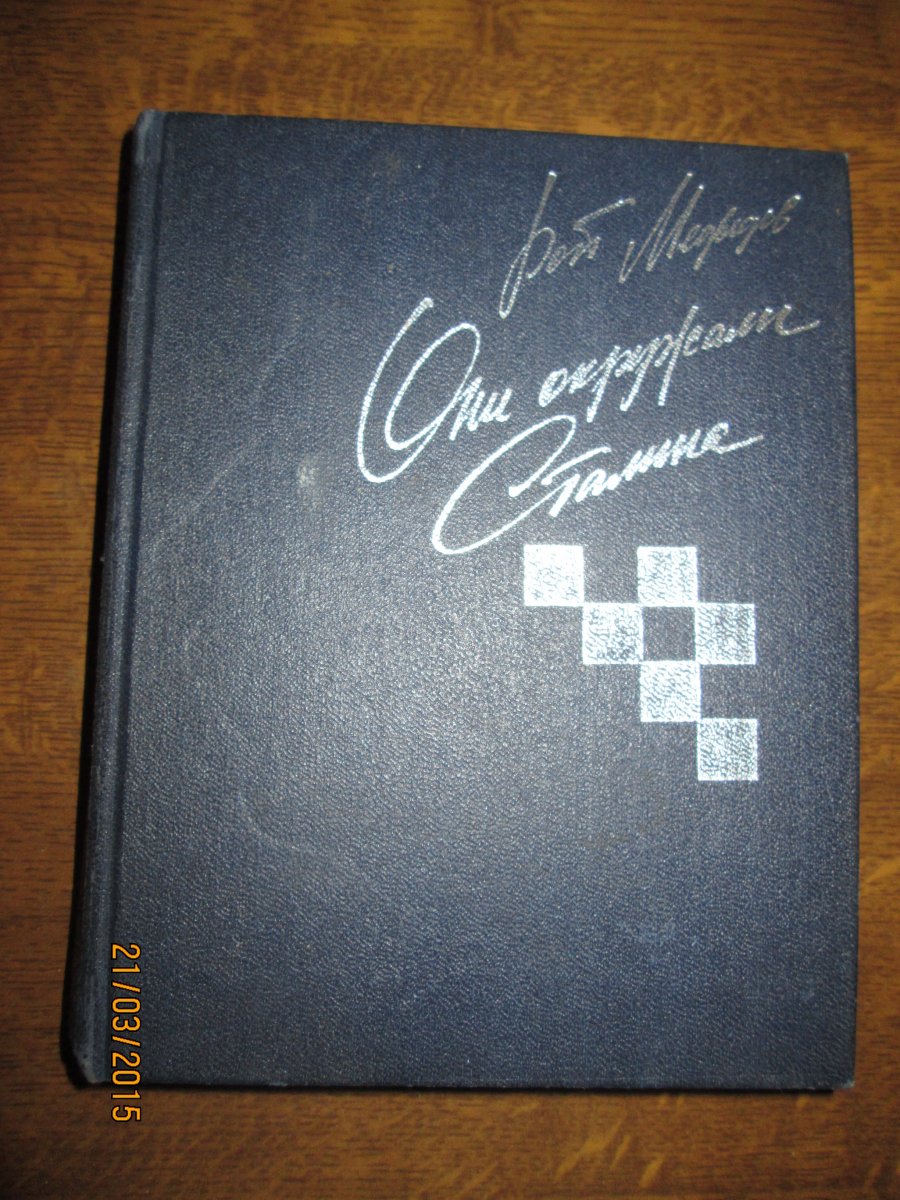 Рой Медведев
Они окружали
Сталина
21/03/2015